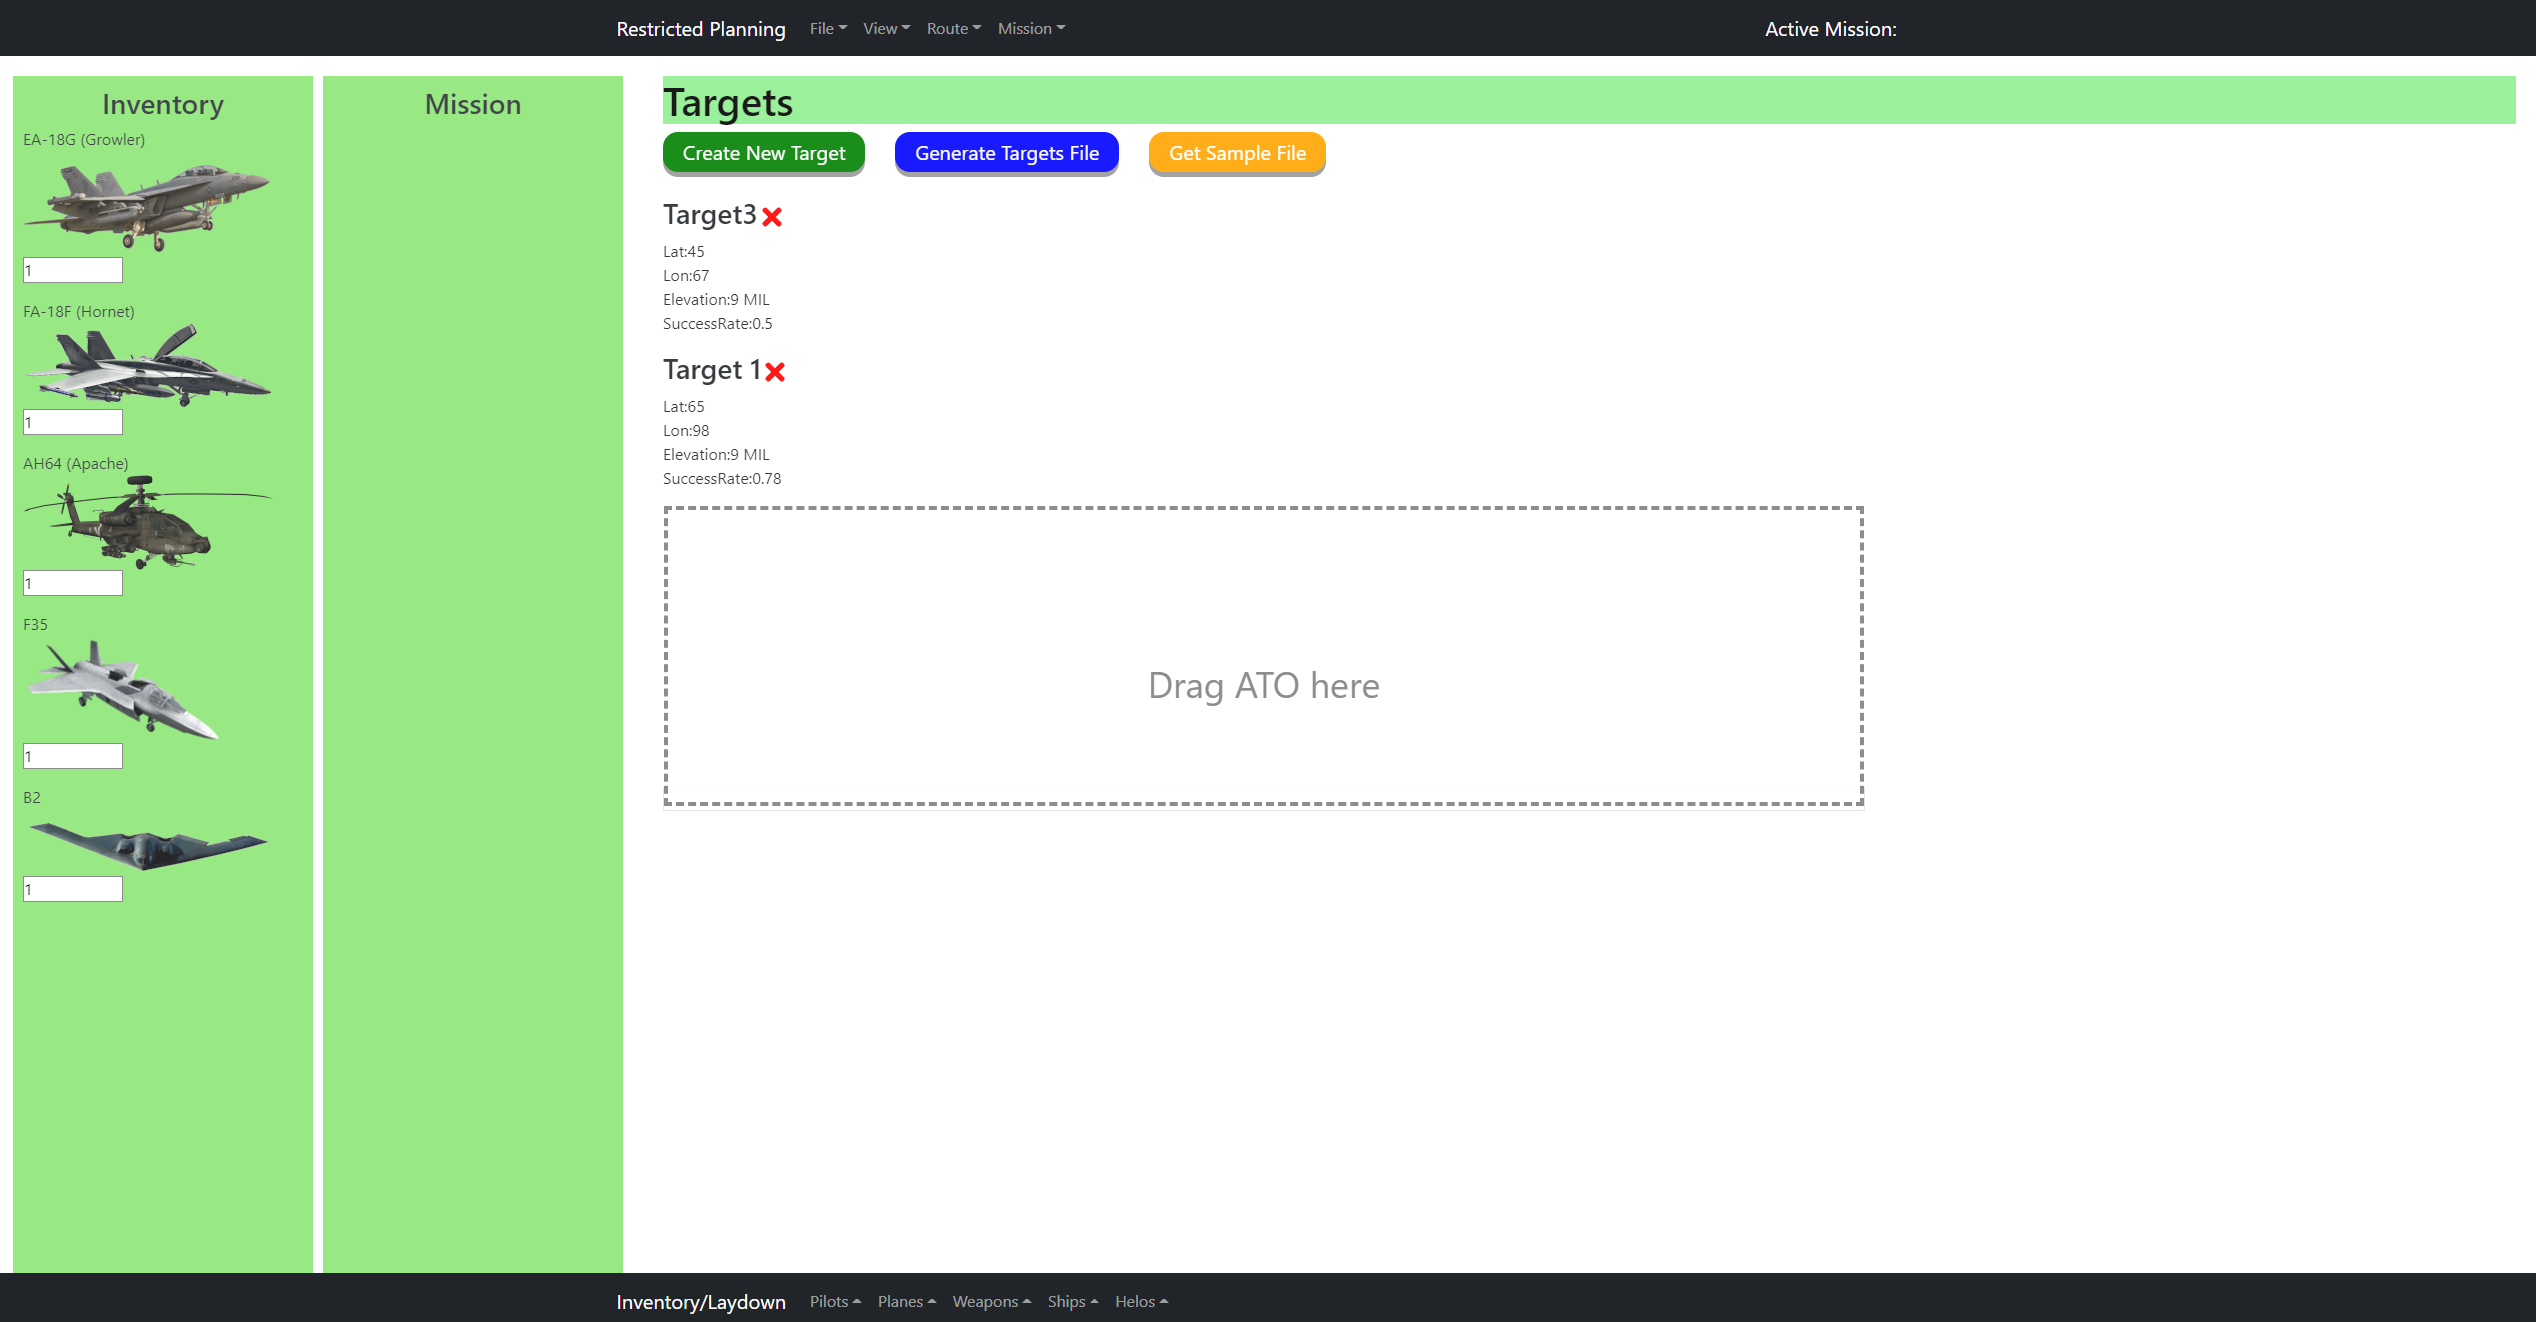 Restricted Planning File View Route Mission Active Mission:
Inventory
EA-18G (Growler)
1
FA-18F (Hornet)
1
AH64 (Apache)
1
F35
1
B2
1
Mission
Targets
Create New Target Generate Targets File Get Sample File
Target3
Lat:45
Lon:67
Elevation:9 MIL
SuccessRate:0.5
Target 1
Lat:65
Lon:98
Elevation:9 MIL
SuccessRate:0.78
Drag ATO here
Inventory/Laydown Pilots Planes Weapons Ships Helos